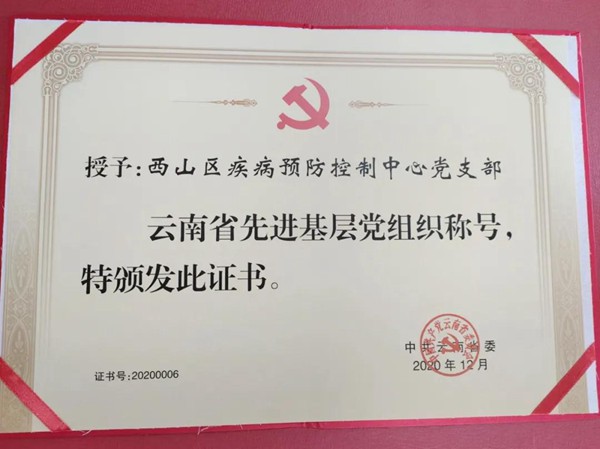 授予:西山区疾病预防控制中心党支部
云南省先进基层党组织称号,
特颁发此证书。
中共云南省委
2020年12月
证书号:20200006